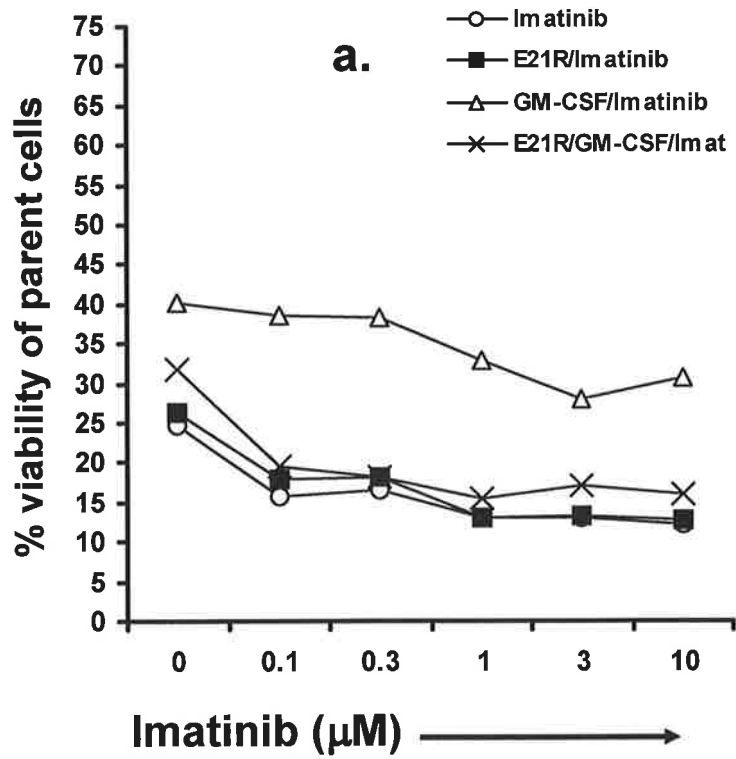 a.
Imatinib
E21R/Imatinib
GM-CSF/Imatinib
E21R/GM-CSF/Imat
% viability of parent cells
75
70
65
60
55
50
45
40
35
30
25
20
15
10
5
0
0 0.1 0.3 1 3 10
Imatinib (μM)